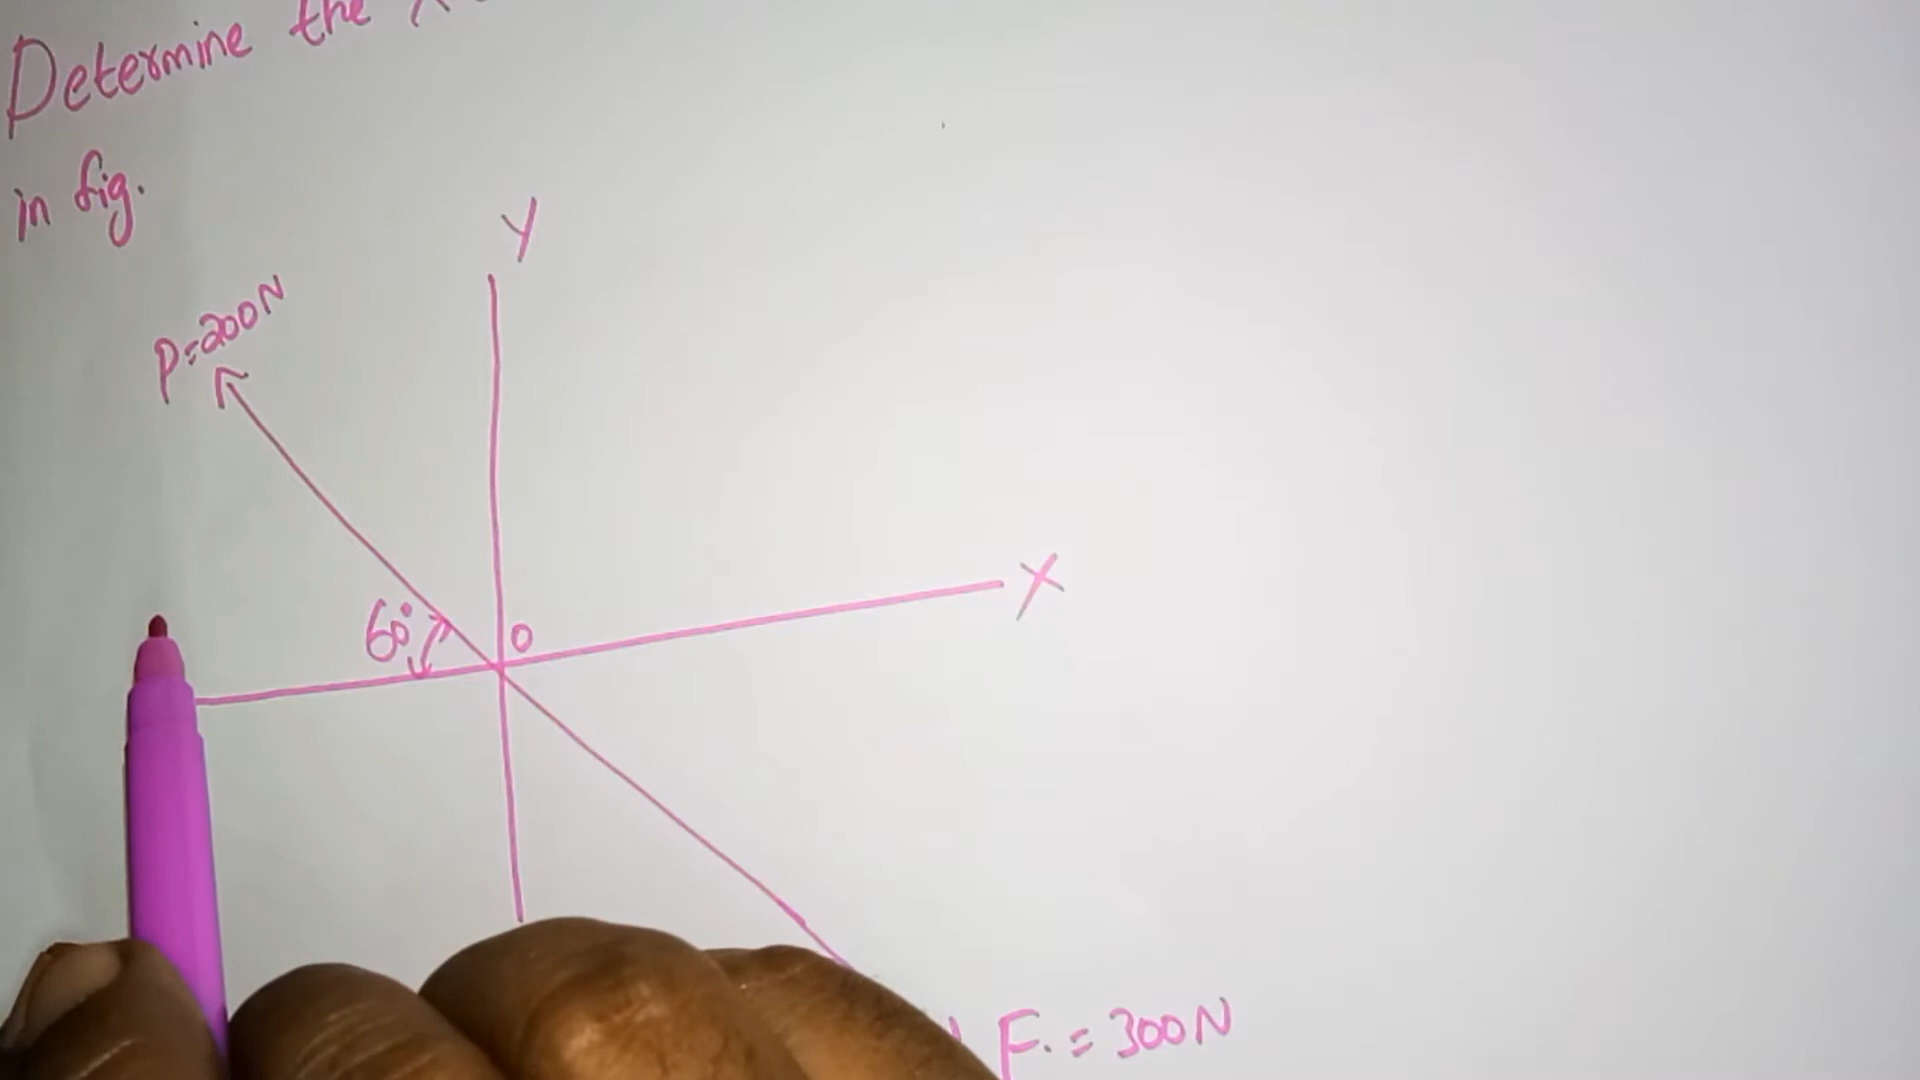 Determine the
in fig.
Y
P=200N
X
60°
O
F. = 300N